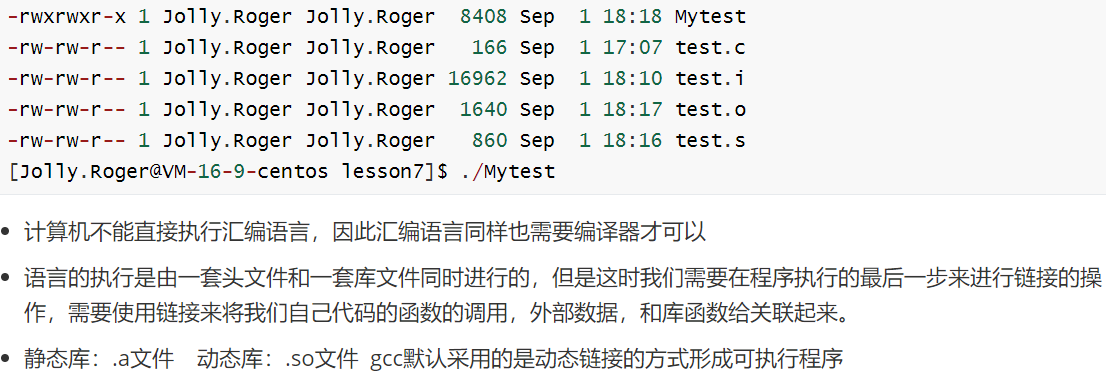 -rwxrwxr-x 1 Jolly.Roger Jolly.Roger  8408 Sep  1 18:18 Mytest
-rw-rw-r-- 1 Jolly.Roger Jolly.Roger   166 Sep  1 17:07 test.c
-rw-rw-r-- 1 Jolly.Roger Jolly.Roger 16962 Sep  1 18:10 test.i
-rw-rw-r-- 1 Jolly.Roger Jolly.Roger  1640 Sep  1 18:17 test.o
-rw-rw-r-- 1 Jolly.Roger Jolly.Roger   860 Sep  1 18:16 test.s
[Jolly.Roger@VM-16-9-centos lesson7]$ ./Mytest
• 计算机不能直接执行汇编语言，因此汇编语言同样也需要编译器才可以
• 语言的执行是由一套头文件和一套库文件同时进行的，但是这时我们需要在程序执行的最后一步来进行链接的操
作，需要使用链接来将我们自己代码的函数的调用，外部数据，和库函数给关联起来。
• 静态库：.a文件    动态库：.so文件  gcc默认采用的是动态链接的方式形成可执行程序